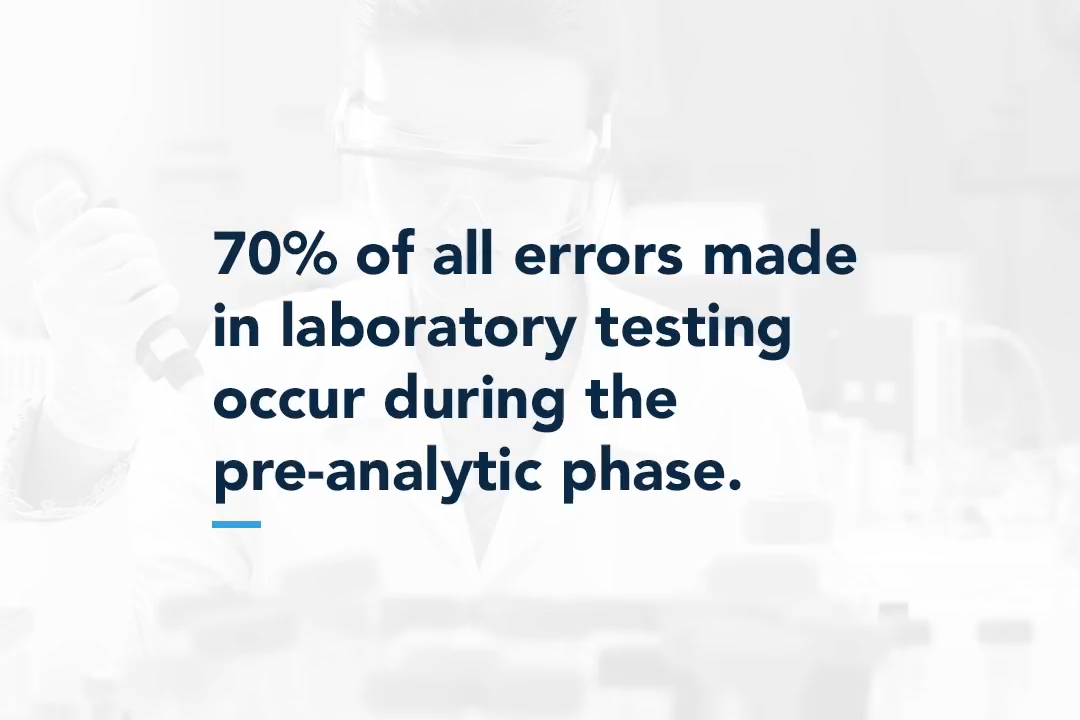 70% of all errors made
in laboratory testing
occur during the
pre-analytic phase.